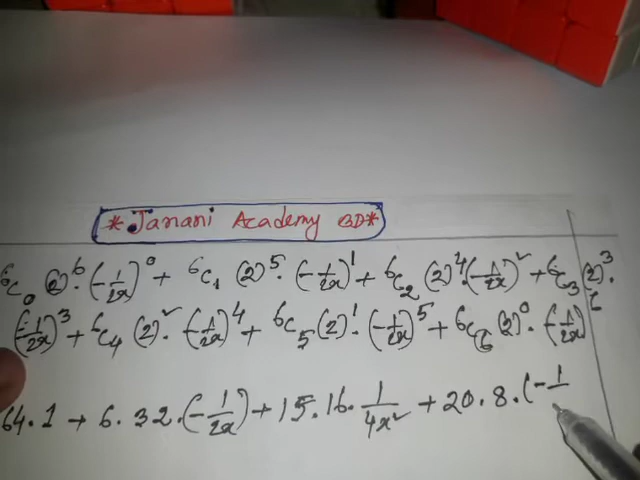 *Janani Academy BD*
⁶C₀ (2)⁶·(-1/2x)⁰ + ⁶C₁ (2)⁵·(-1/2x)¹ + ⁶C₂ (2)⁴·(-1/2x)² + ⁶C₃ (2)³·
(-1/2x)³ + ⁶C₄ (2)²·(-1/2x)⁴ + ⁶C₅ (2)¹·(-1/2x)⁵ + ⁶C₆ (2)⁰·(-1/2x)⁶
64·1 + 6·32·(-1/2x) + 15·16·1/4x² + 20·8·(-1/